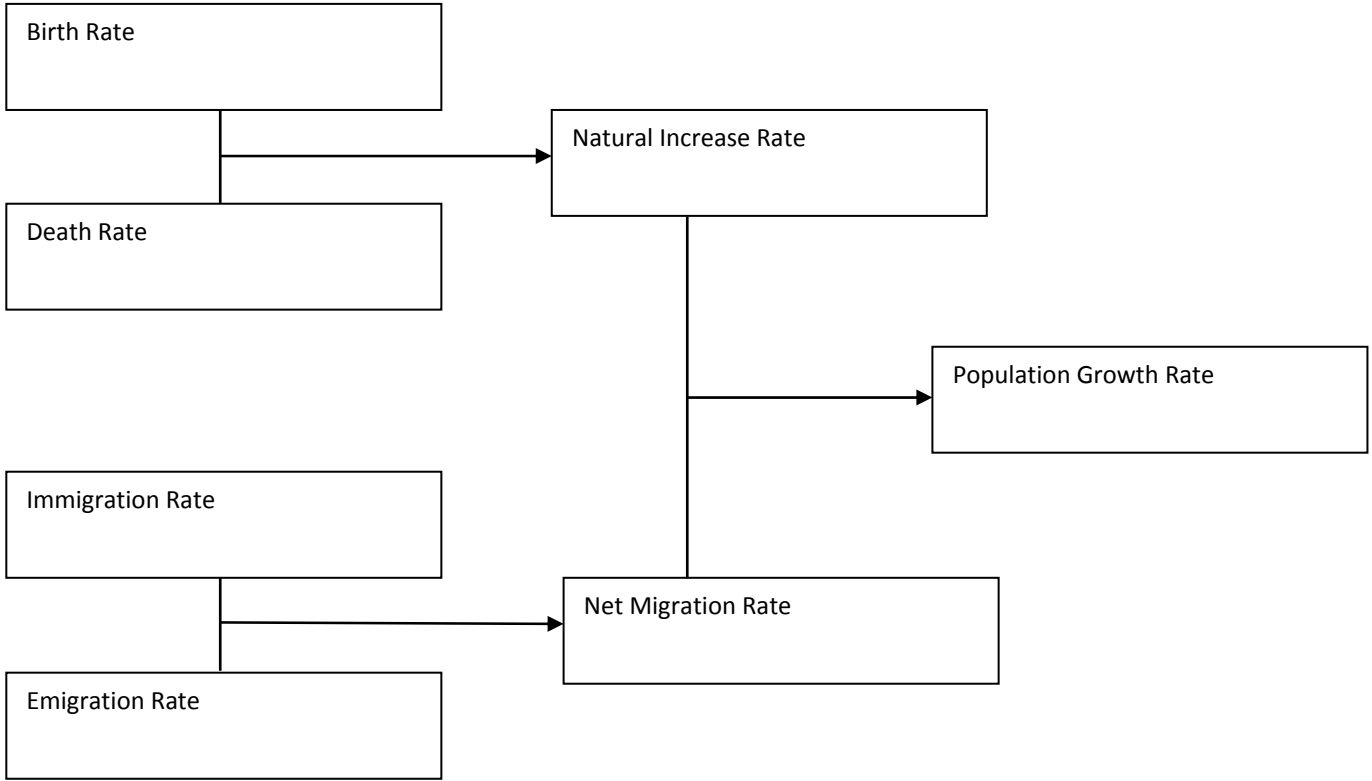 Birth Rate
Natural Increase Rate
Death Rate
Population Growth Rate
Immigration Rate
Net Migration Rate
Emigration Rate